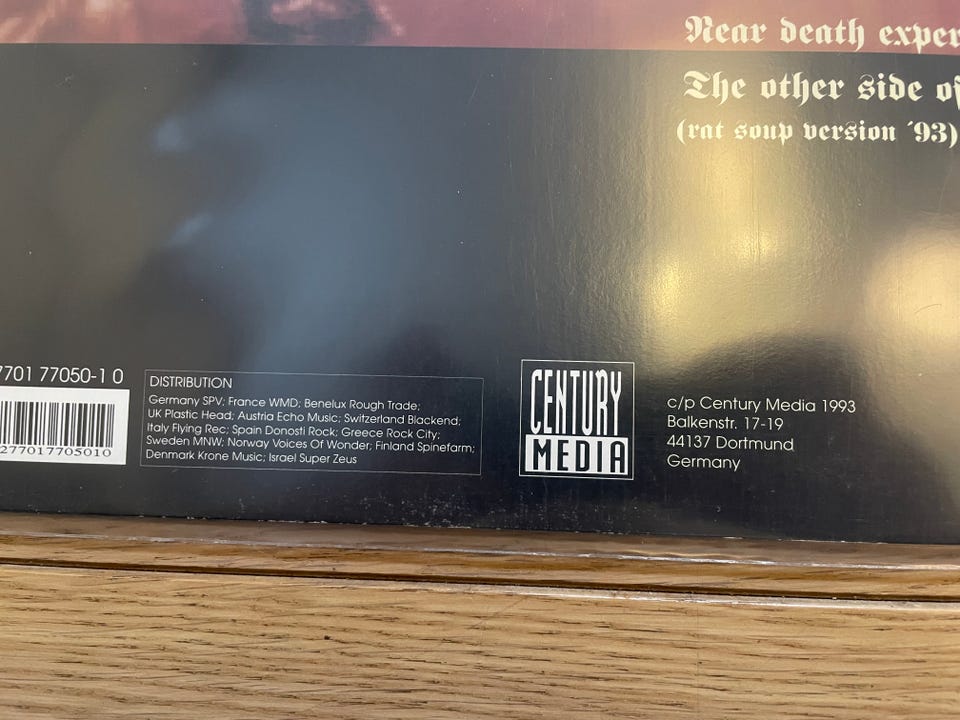 Near death exper
The other side of
(rat soup version ´93)
7701 77050-1 0
277017705010
DISTRIBUTION
Germany SPV; France WMD; Benelux Rough Trade;
UK Plastic Head; Austria Echo Music; Switzerland Blackend;
Italy Flying Rec; Spain Donosti Rock; Greece Rock City;
Sweden MNW; Norway Voices Of Wonder; Finland Spinefarm;
Denmark Krone Music; Israel Super Zeus
CENTURY
MEDIA
c/p Century Media 1993
Balkenstr. 17-19
44137 Dortmund
Germany